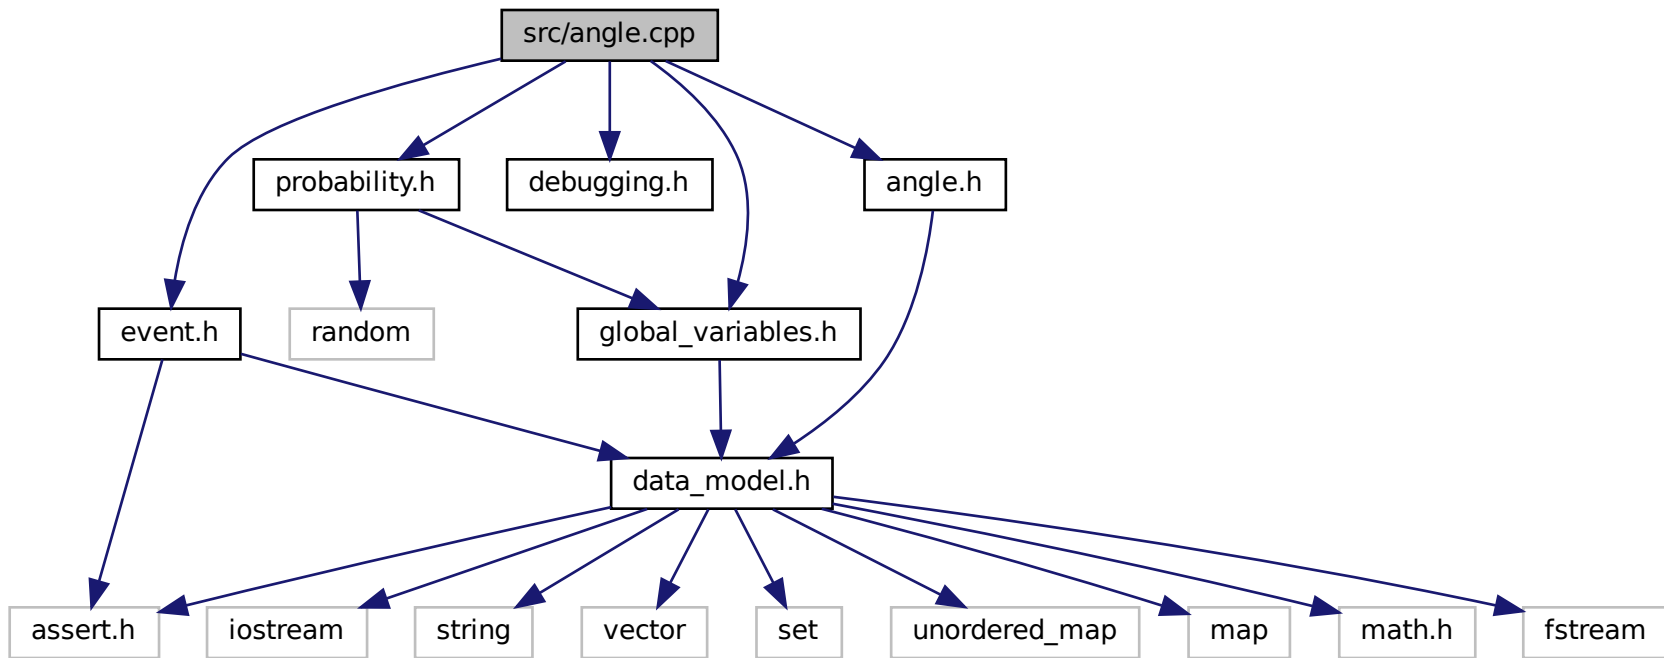 src/angle.cpp
probability.h
debugging.h
angle.h
event.h
random
global_variables.h
data_model.h
assert.h
iostream
string
vector
set
unordered_map
map
math.h
fstream